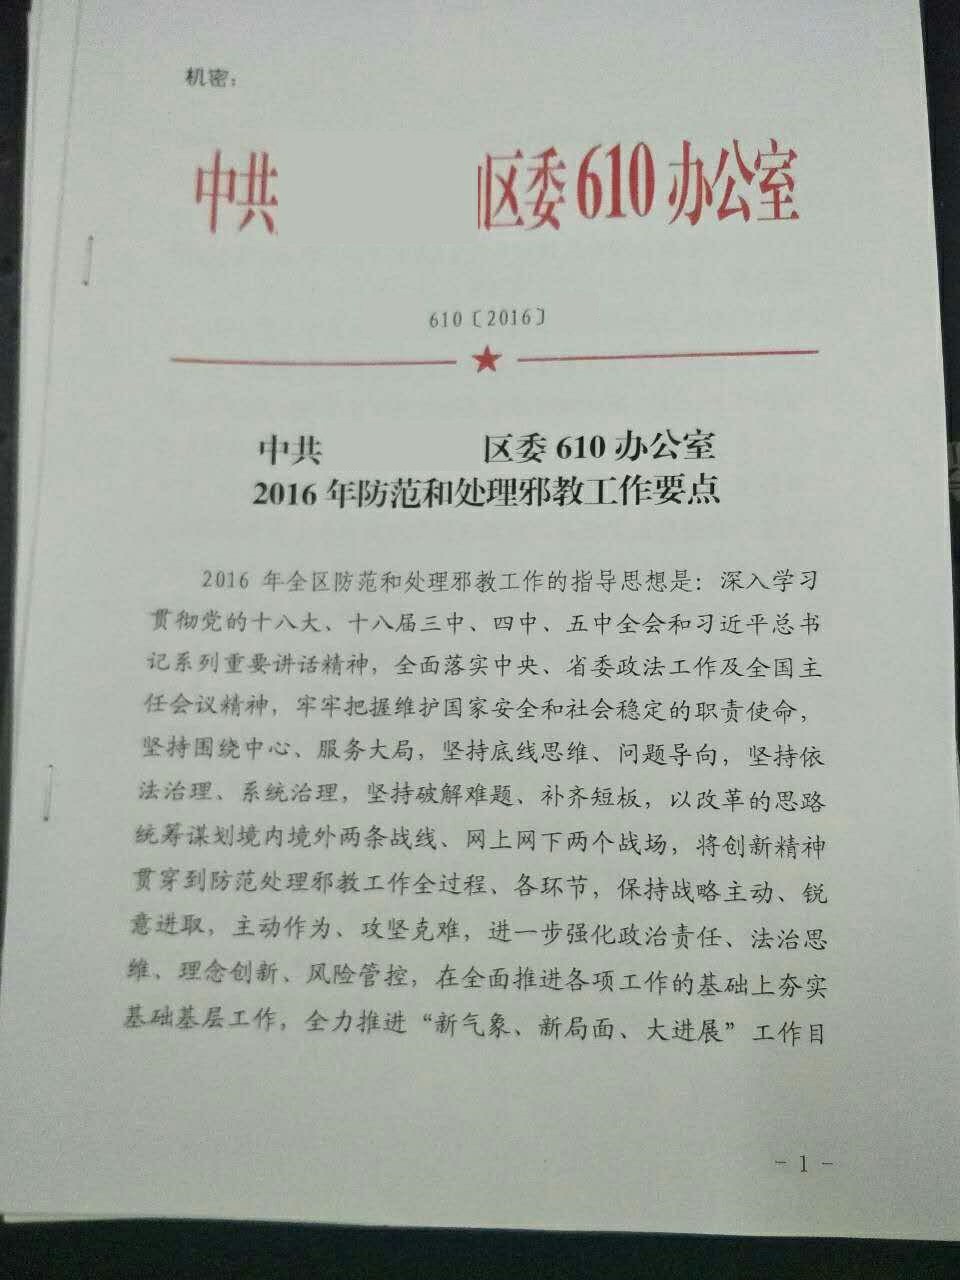 机密:
中共 区委610办公室
610〔2016〕
中共 区委 610 办公室
2016 年防范和处理邪教工作要点
2016 年全区防范和处理邪教工作的指导思想是：深入学习
贯彻党的十八大、十八届三中、四中、五中全会和习近平总书
记系列重要讲话精神，全面落实中央、省委政法工作及全国主
任会议精神，牢牢把握维护国家安全和社会稳定的职责使命，
坚持围绕中心、服务大局，坚持底线思维、问题导向，坚持依
法治理、系统治理，坚持破解难题、补齐短板，以改革的思路
统筹谋划境内境外两条战线、网上网下两个战场，将创新精神
贯穿到防范处理邪教工作全过程、各环节，保持战略主动、锐
意进取，主动作为、攻坚克难，进一步强化政治责任、法治思
维、理念创新、风险管控，在全面推进各项工作的基础上夯实
基础基层工作，全力推进“新气象、新局面、大进展”工作目
- 1 -